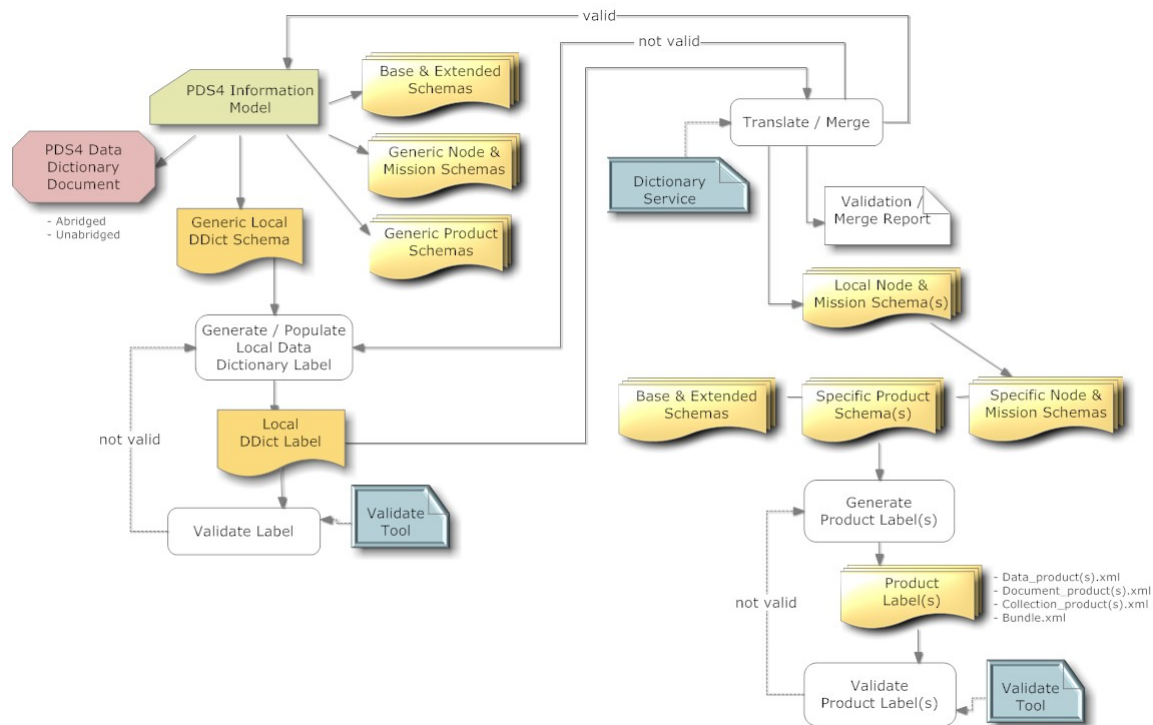 valid
not valid
PDS4 Information
Model
Base & Extended
Schemas
PDS4 Data
Dictionary
Document
- Abridged
- Unabridged
Generic Node &
Mission Schemas
Generic Local
DDict Schema
Generic Product
Schemas
Translate / Merge
Dictionary
Service
Validation /
Merge Report
Local Node &
Mission Schema(s)
Generate / Populate
Local Data
Dictionary Label
not valid
Local
DDict Label
Validate Label
Validate
Tool
Base & Extended
Schemas
Specific Product
Schema(s)
Specific Node &
Mission Schemas
Generate
Product Label(s)
not valid
Product
Label(s)
- Data_product(s).xml
- Document_product(s).xml
- Collection_product(s).xml
- Bundle.xml
Validate
Product Label(s)
Validate
Tool